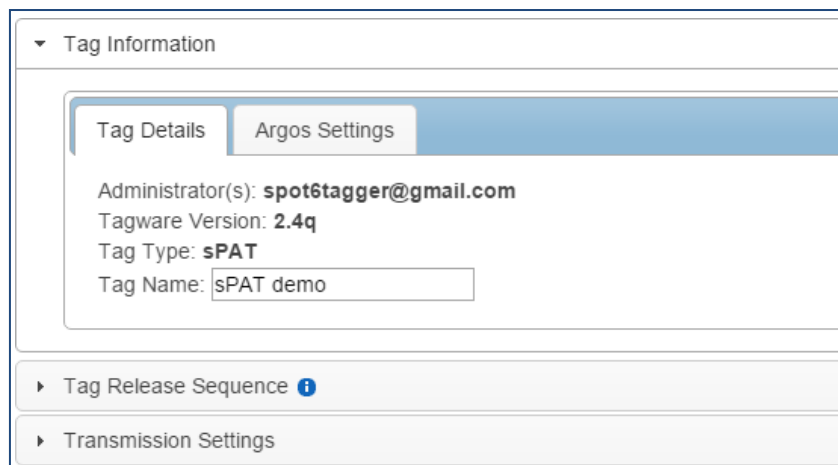 Tag Information
Tag Details Argos Settings
Administrator(s): spot6tagger@gmail.com
Tagware Version: 2.4q
Tag Type: sPAT
Tag Name: sPAT demo
Tag Release Sequence
Transmission Settings